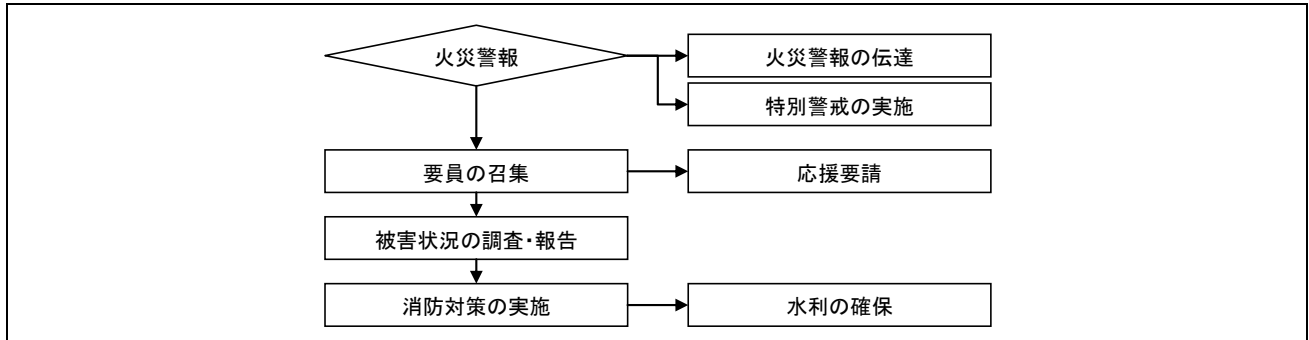 火災警報
火災警報の伝達
特別警戒の実施
要員の召集
応援要請
被害状況の調査・報告
消防対策の実施
水利の確保